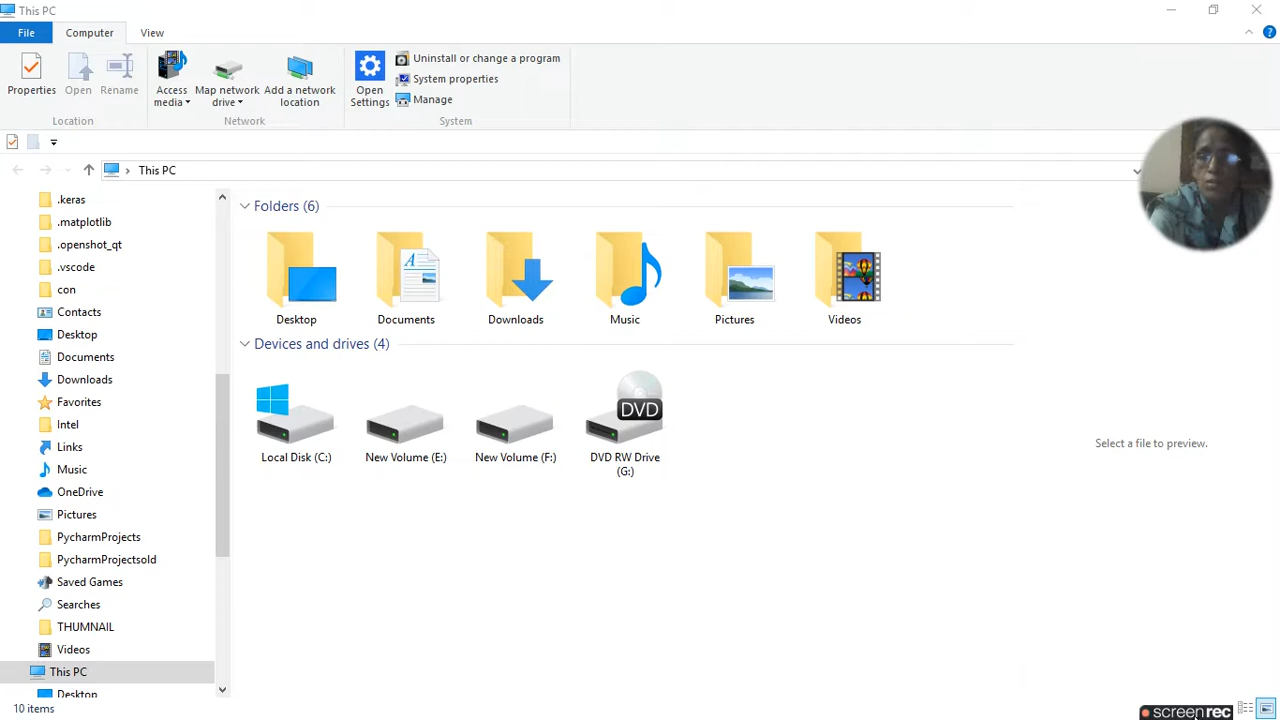 This PC
File Computer View
Properties Open Rename Access media Map network drive Add a network location Open Settings Uninstall or change a program
System properties
Manage
Location Network System
This PC
.keras
.matplotlib
.openshot_qt
.vscode
con
Contacts
Desktop
Documents
Downloads
Favorites
Intel
Links
Music
OneDrive
Pictures
PycharmProjects
PycharmProjectsold
Saved Games
Searches
THUMNAIL
Videos
This PC
Desktop
Folders (6)
Desktop Documents Downloads Music Pictures Videos
Devices and drives (4)
DVD
Local Disk (C:) New Volume (E:) New Volume (F:) DVD RW Drive (G:)
Select a file to preview.
10 items
screenrec